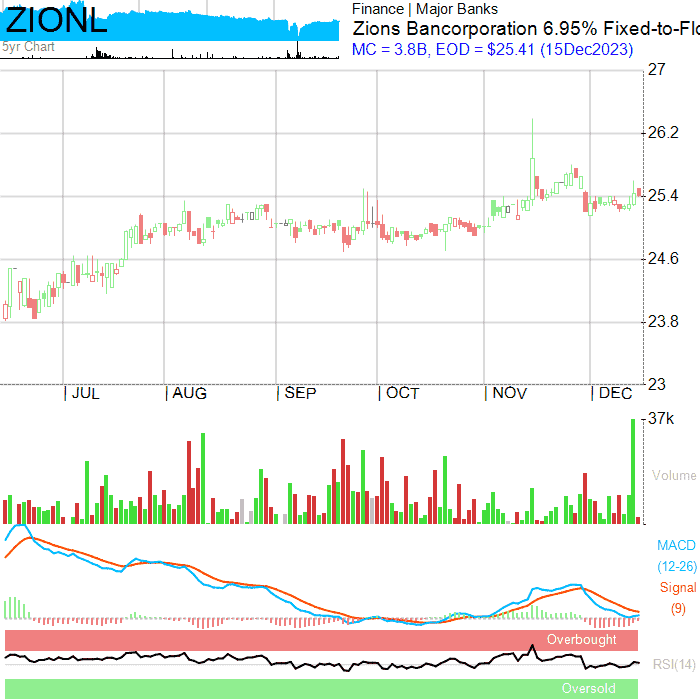 ZIONL
5yr Chart
Finance | Major Banks
Zions Bancorporation 6.95% Fixed-to-Flo
MC = 3.8B, EOD = $25.41 (15Dec2023)
27
26.2
25.4
24.6
23.8
23
| JUL | AUG | SEP | OCT | NOV | DEC
37k
Volume
MACD
(12-26)
Signal
(9)
Overbought
RSI(14)
Oversold